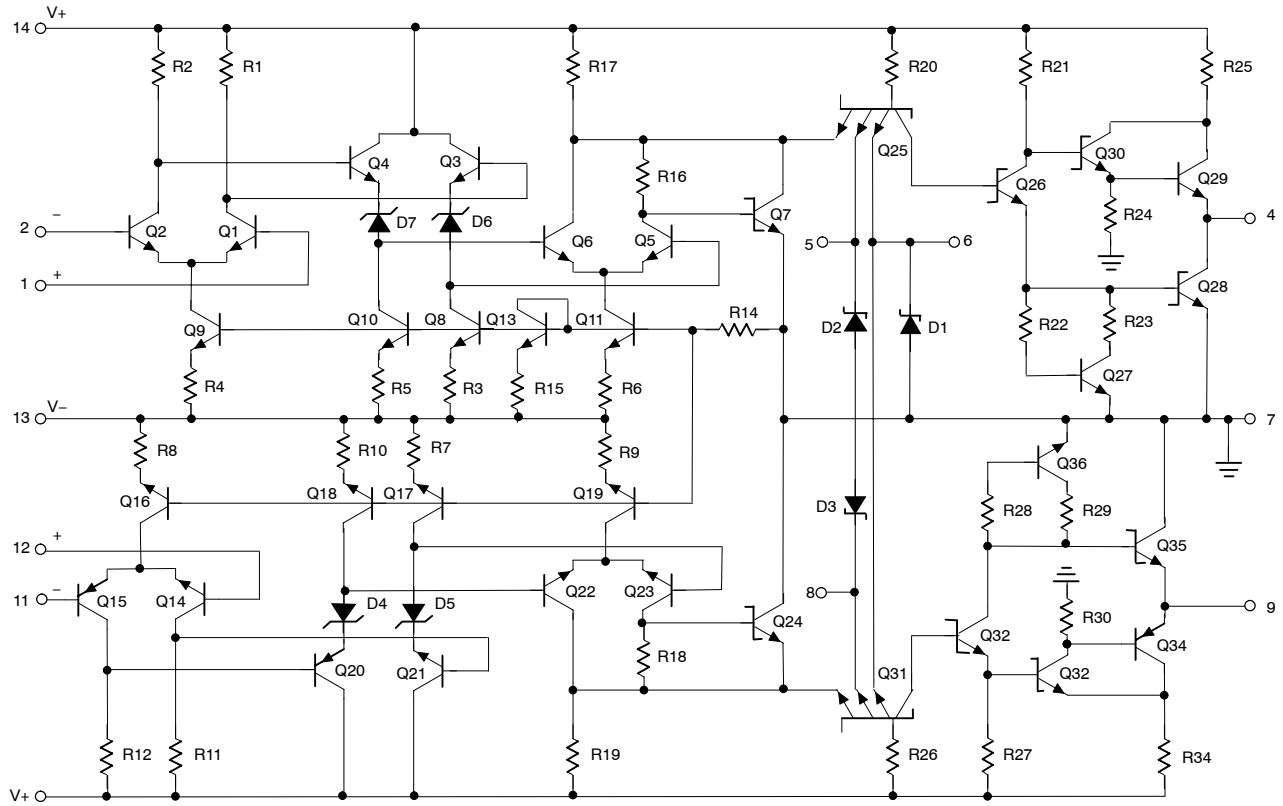 V+
14
R2
R1
R17
R20
R21
R25
Q4
Q3
Q25
Q30
R16
Q26
Q29
2
−
Q2
Q1
D7
D6
Q6
Q5
Q7
R24
4
5
6
1
+
Q9
Q10
Q8
Q13
Q11
R14
D2
D1
Q28
R22
R23
R4
R5
R3
R15
R6
Q27
13
V−
7
R8
R10
R7
R9
Q36
Q16
Q18
Q17
Q19
D3
R28
R29
12
+
Q35
11
−
Q15
Q14
D4
D5
Q22
Q23
8
9
Q24
Q32
R30
Q20
Q21
R18
Q31
Q32
Q34
R12
R11
R19
R26
R27
R34
V+